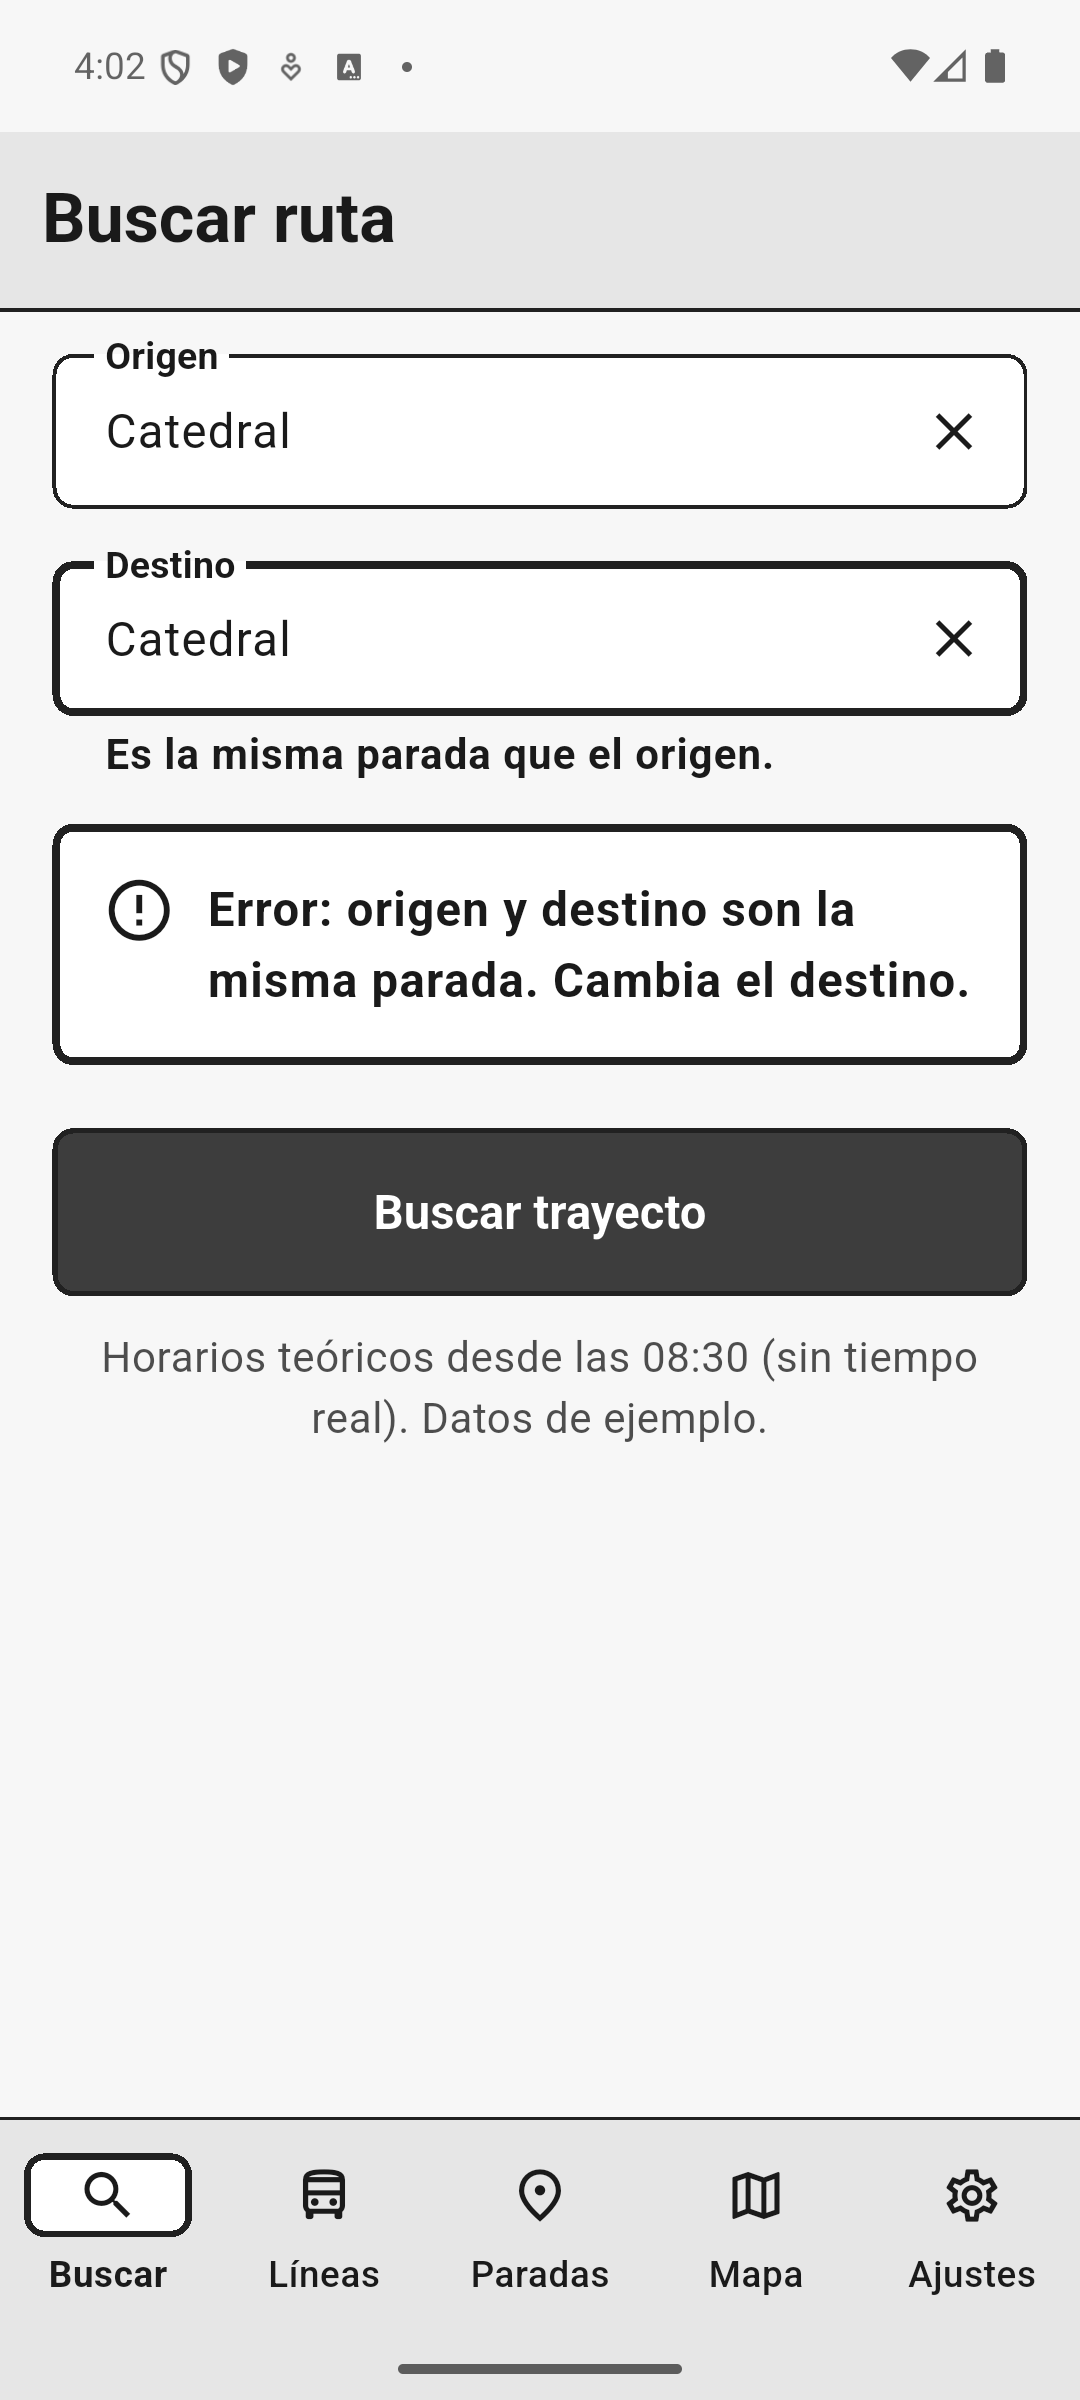 4:02
Buscar ruta
Origen
Catedral
Destino
Catedral
Es la misma parada que el origen.
Error: origen y destino son la
misma parada. Cambia el destino.
Buscar trayecto
Horarios teóricos desde las 08:30 (sin tiempo
real). Datos de ejemplo.
Buscar
Líneas
Paradas
Mapa
Ajustes